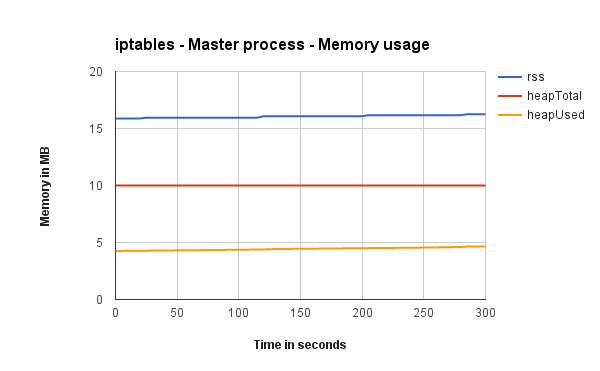 iptables - Master process - Memory usage
rss
heapTotal
heapUsed
20
15
10
5
0
Memory in MB
0 50 100 150 200 250 300
Time in seconds